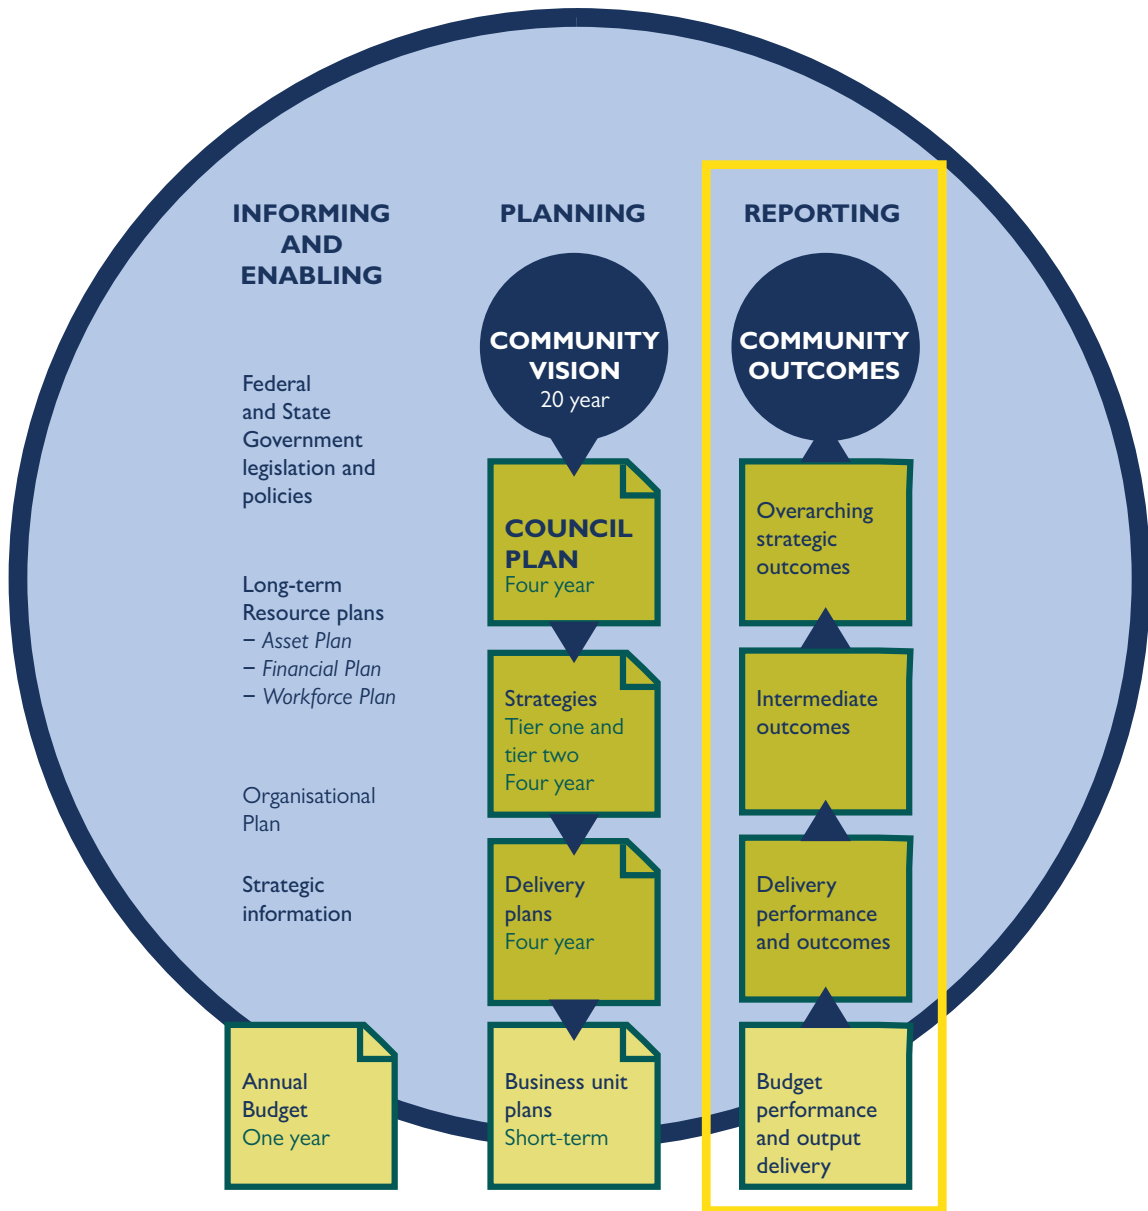 INFORMING
AND
ENABLING
Federal
and State
Government
legislation and
policies
Long-term
Resource plans
– Asset Plan
– Financial Plan
– Workforce Plan
Organisational
Plan
Strategic
information
Annual
Budget
One year
PLANNING
COMMUNITY
VISION
20 year
COUNCIL
PLAN
Four year
Strategies
Tier one and
tier two
Four year
Delivery
plans
Four year
Business unit
plans
Short-term
REPORTING
COMMUNITY
OUTCOMES
Overarching
strategic
outcomes
Intermediate
outcomes
Delivery
performance
and outcomes
Budget
performance
and output
delivery